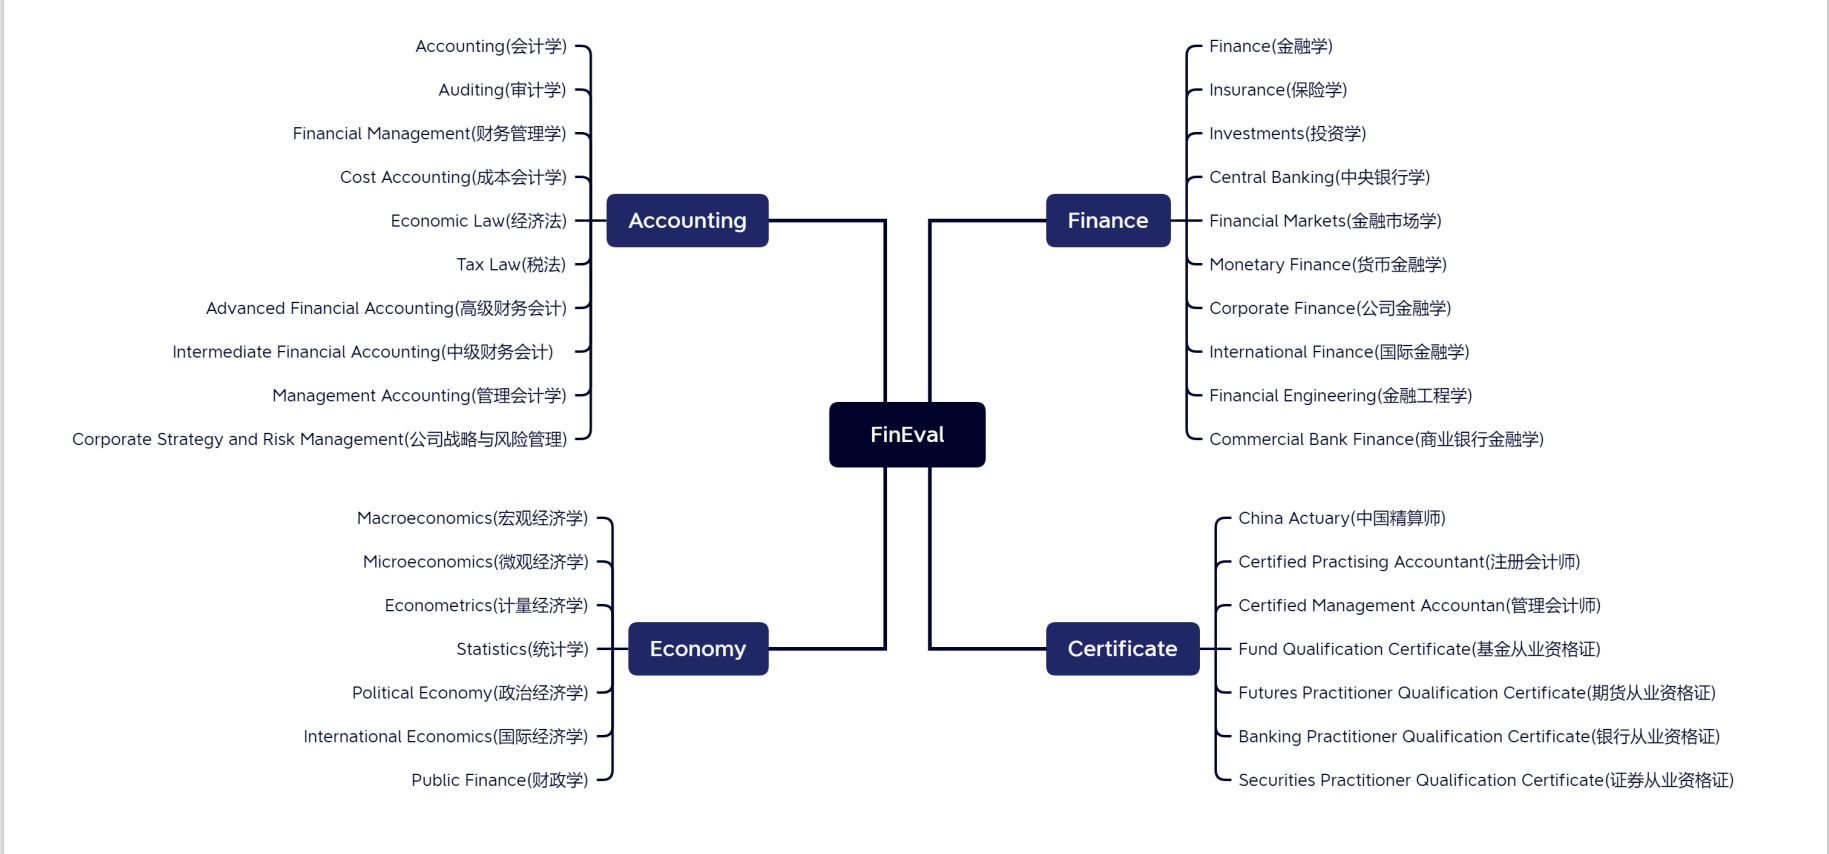 Accounting(会计学)
Auditing(审计学)
Financial Management(财务管理学)
Cost Accounting(成本会计学)
Economic Law(经济法)
Tax Law(税法)
Advanced Financial Accounting(高级财务会计)
Intermediate Financial Accounting(中级财务会计)
Management Accounting(管理会计学)
Corporate Strategy and Risk Management(公司战略与风险管理)
Accounting
Finance
Finance(金融学)
Insurance(保险学)
Investments(投资学)
Central Banking(中央银行学)
Financial Markets(金融市场学)
Monetary Finance(货币金融学)
Corporate Finance(公司金融学)
International Finance(国际金融学)
Financial Engineering(金融工程学)
Commercial Bank Finance(商业银行金融学)
FinEval
Macroeconomics(宏观经济学)
Microeconomics(微观经济学)
Econometrics(计量经济学)
Statistics(统计学)
Political Economy(政治经济学)
International Economics(国际经济学)
Public Finance(财政学)
Economy
Certificate
China Actuary(中国精算师)
Certified Practising Accountant(注册会计师)
Certified Management Accountan(管理会计师)
Fund Qualification Certificate(基金从业资格证)
Futures Practitioner Qualification Certificate(期货从业资格证)
Banking Practitioner Qualification Certificate(银行从业资格证)
Securities Practitioner Qualification Certificate(证券从业资格证)